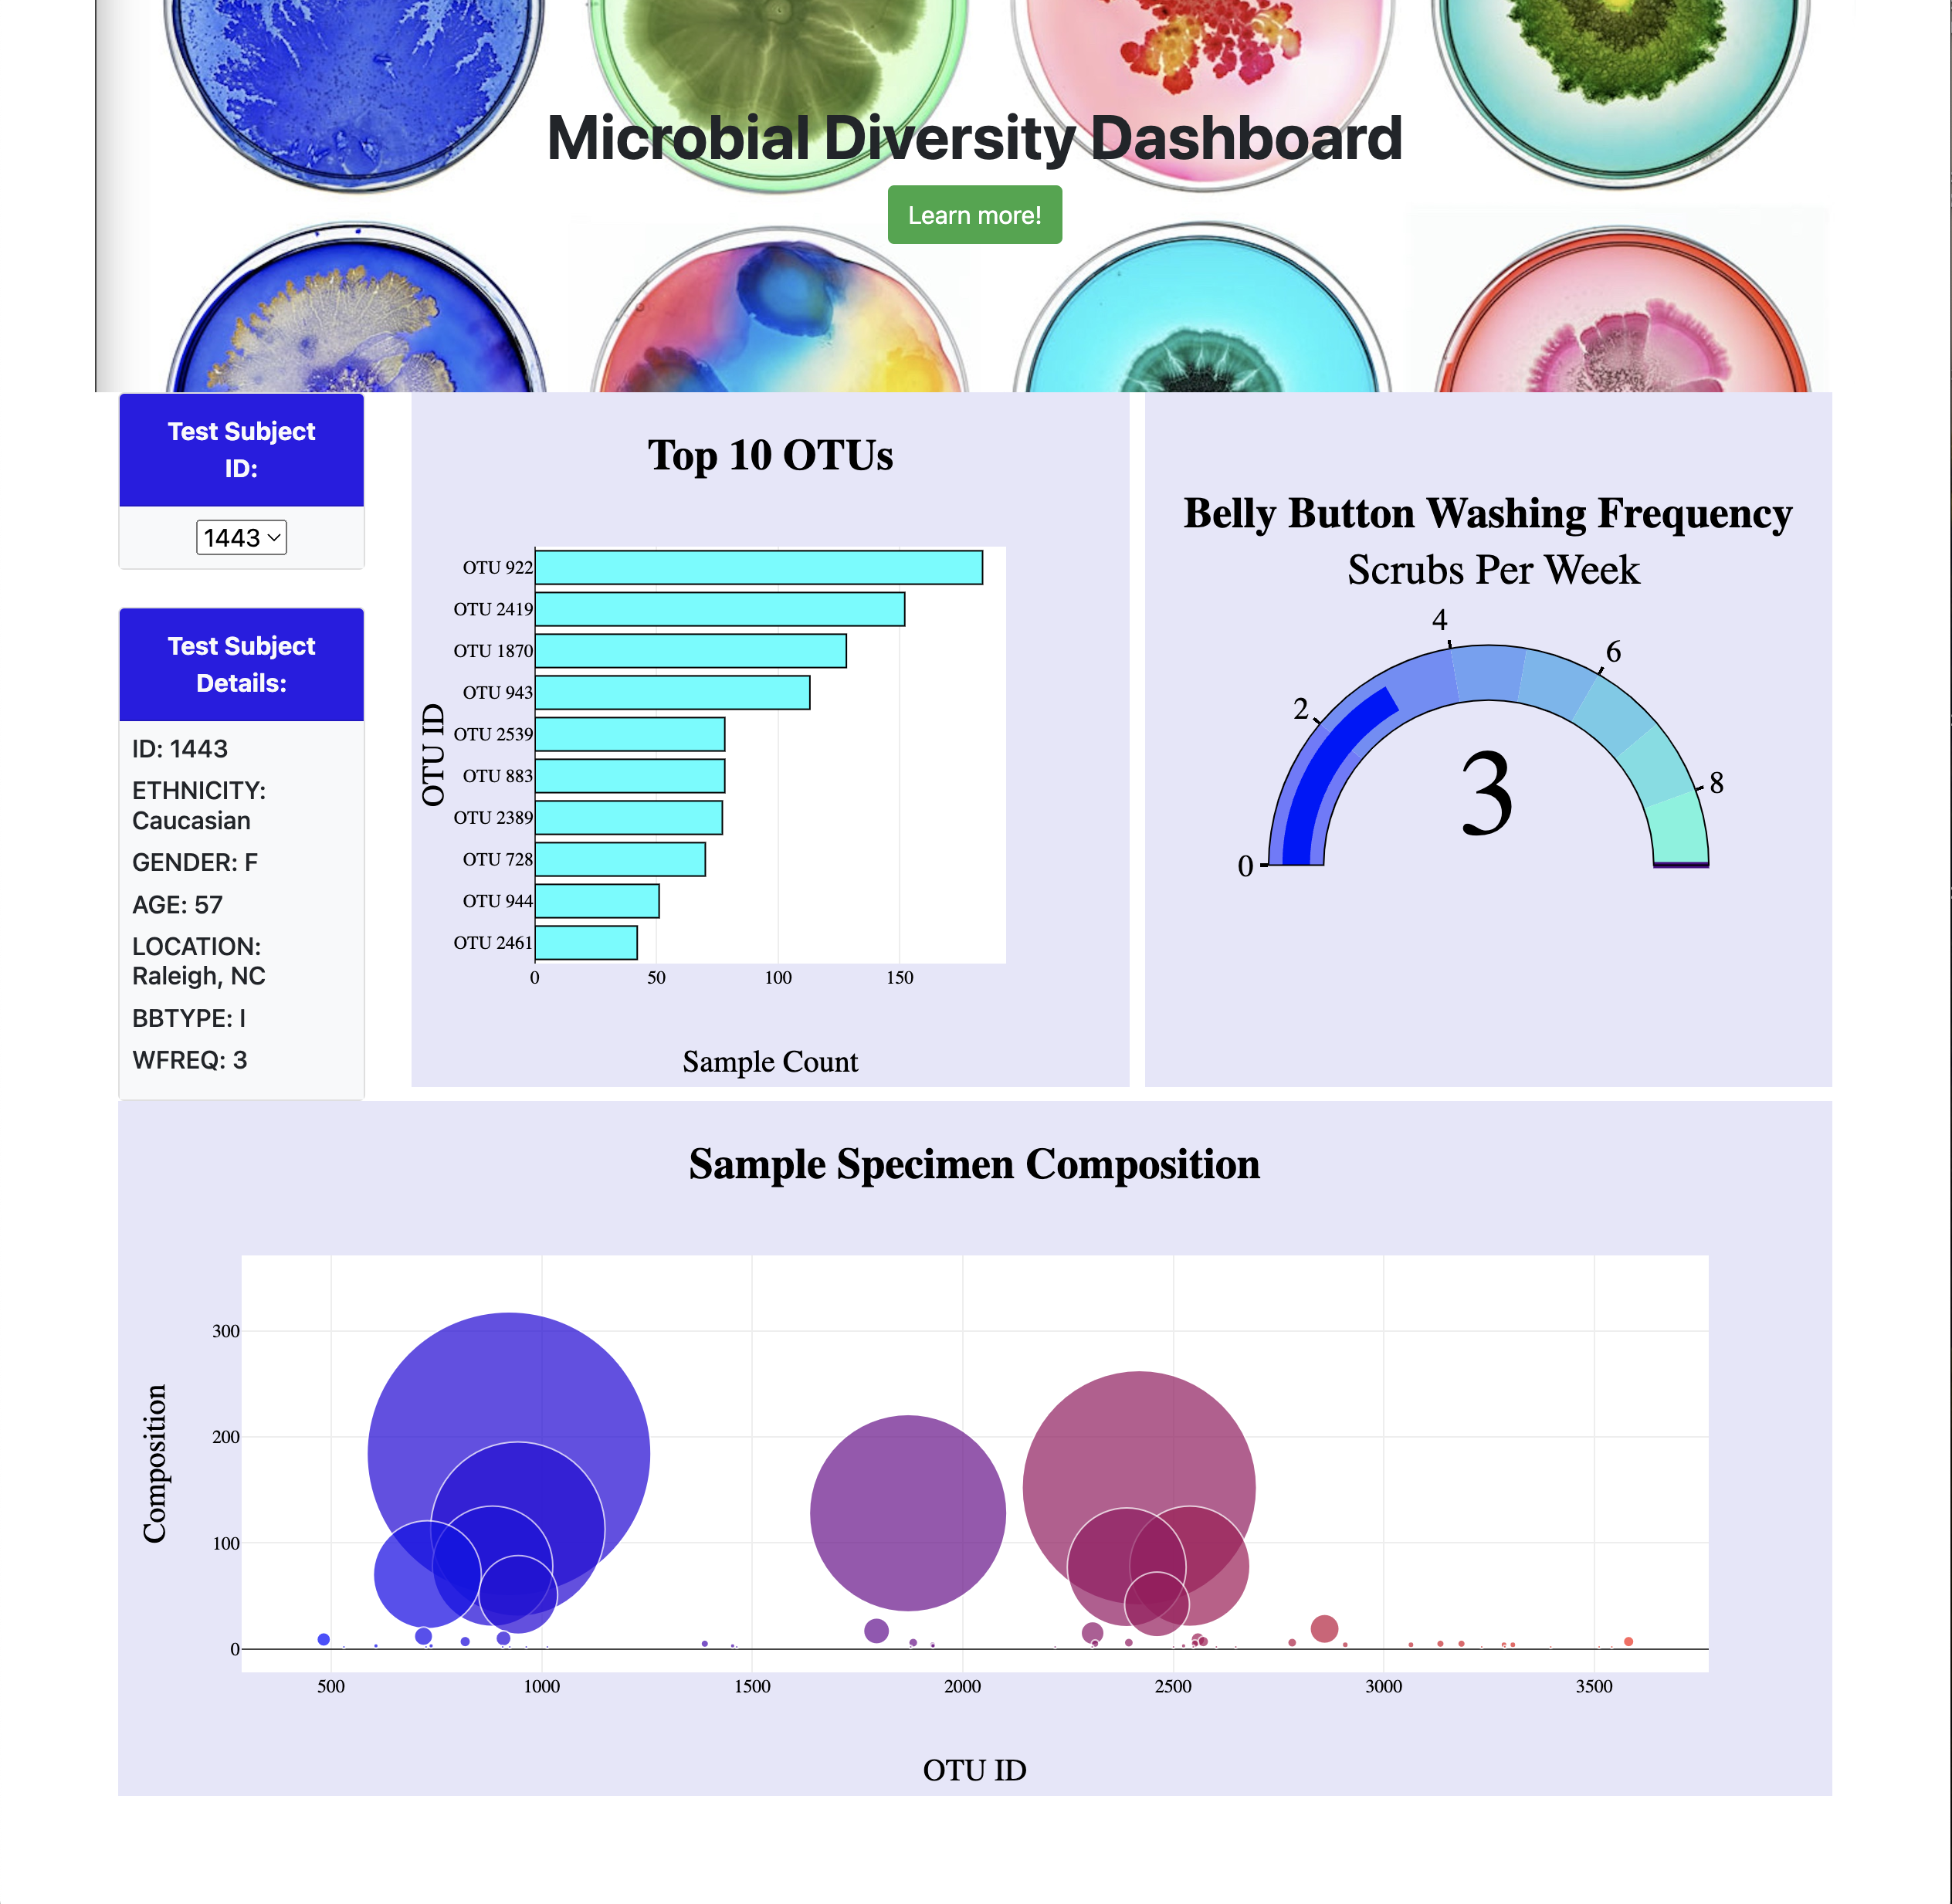 Microbial Diversity Dashboard
Learn more!
Test Subject
ID:
1443
Test Subject
Details:
ID: 1443
ETHNICITY:
Caucasian
GENDER: F
AGE: 57
LOCATION:
Raleigh, NC
BBTYPE: I
WFREQ: 3
Top 10 OTUs
OTU ID
OTU 922
OTU 2419
OTU 1870
OTU 943
OTU 2539
OTU 883
OTU 2389
OTU 728
OTU 944
OTU 2461
0 50 100 150
Sample Count
Belly Button Washing Frequency
Scrubs Per Week
0
2
4
6
8
3
Sample Specimen Composition
Composition
300
200
100
0
500 1000 1500 2000 2500 3000 3500
OTU ID